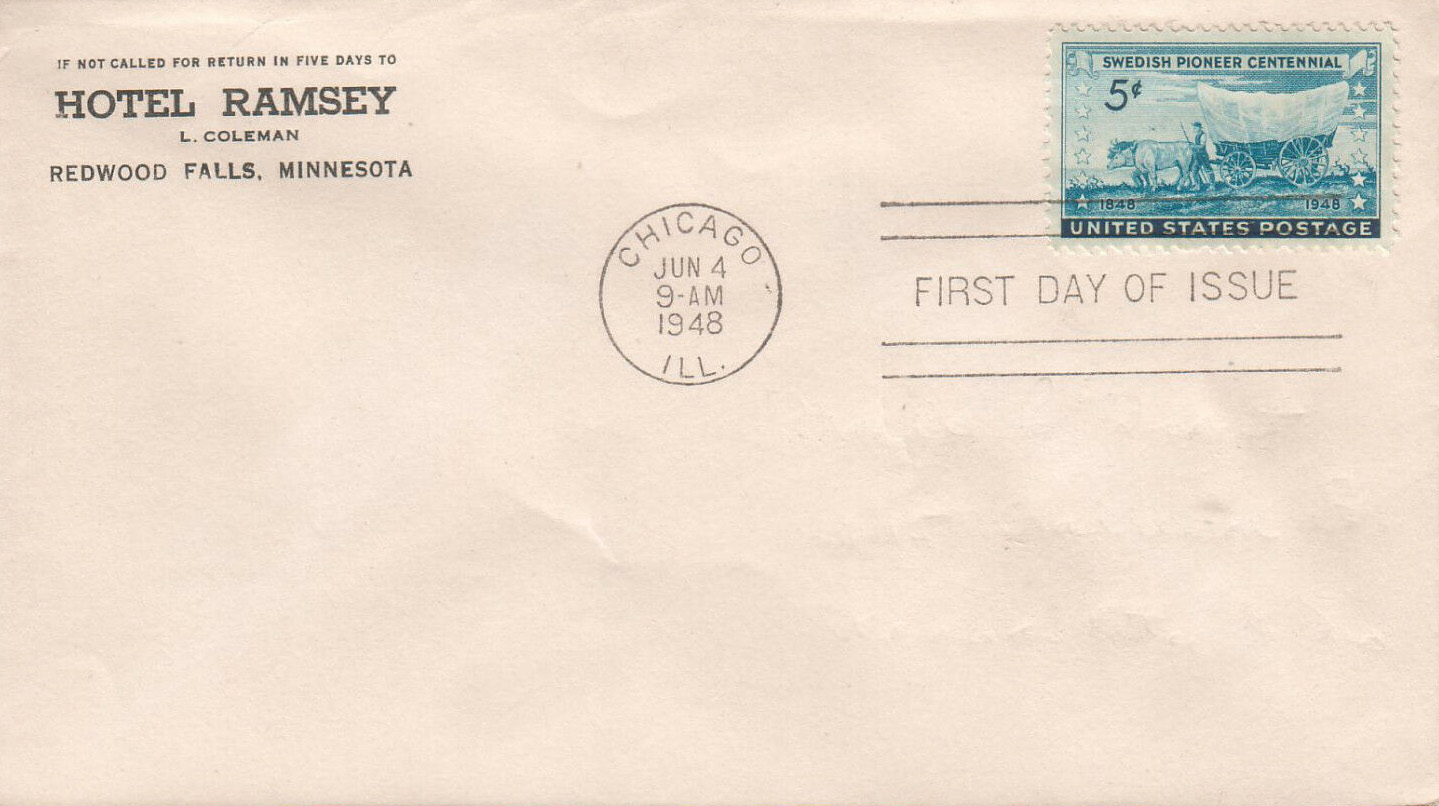 IF NOT CALLED FOR RETURN IN FIVE DAYS TO
HOTEL RAMSEY
L. COLEMAN
REDWOOD FALLS, MINNESOTA
SWEDISH PIONEER CENTENNIAL
5¢
1848 1948
UNITED STATES POSTAGE
CHICAGO
JUN 4
9-AM
1948
ILL.
FIRST DAY OF ISSUE